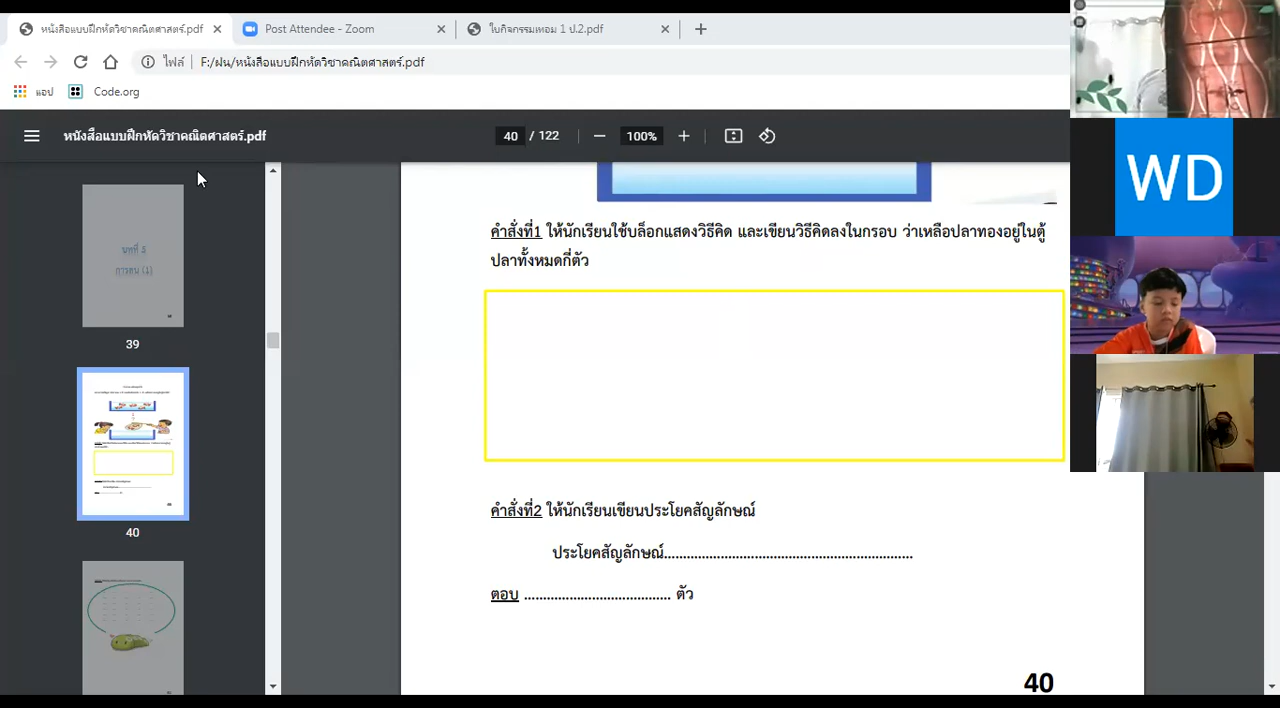 หนังสือแบบฝึกหัดวิชาคณิตศาสตร์.pdf
Post Attendee - Zoom
ใบกิจกรรมเทอม 1 ป.2.pdf
ไฟล์
F:/ฝน/หนังสือแบบฝึกหัดวิชาคณิตศาสตร์.pdf
แอป
Code.org
หนังสือแบบฝึกหัดวิชาคณิตศาสตร์.pdf
40 / 122
100%
บทที่ 5
การลบ (1)
39
40
คำสั่งที่1 ให้นักเรียนใช้บล็อกแสดงวิธีคิด และเขียนวิธีคิดลงในกรอบ ว่าเหลือปลาทองอยู่ในตู้
ปลาทั้งหมดกี่ตัว
คำสั่งที่2 ให้นักเรียนเขียนประโยคสัญลักษณ์
ประโยคสัญลักษณ์.......................................................
ตอบ ....................................... ตัว
40
WD